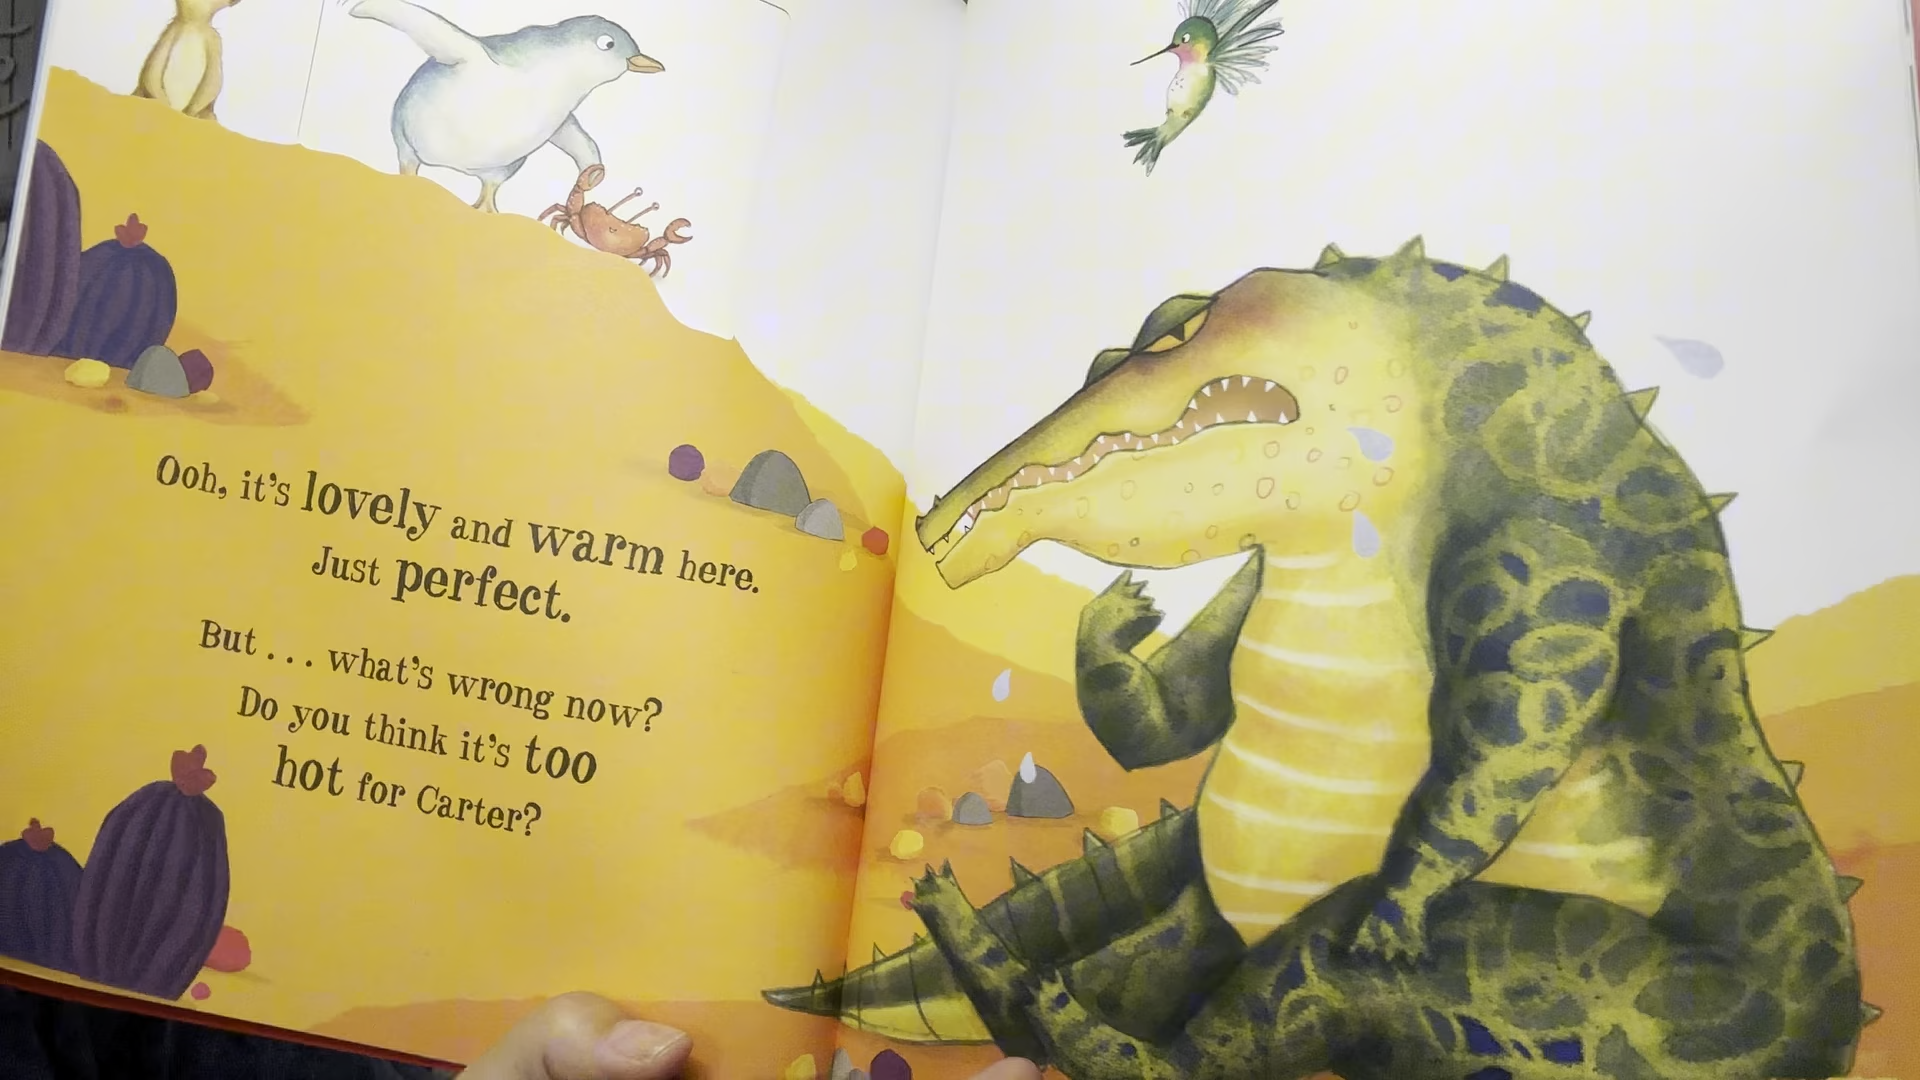 Ooh, it's lovely and warm here.
Just perfect.
But... what's wrong now?
Do you think it's too
hot for Carter?